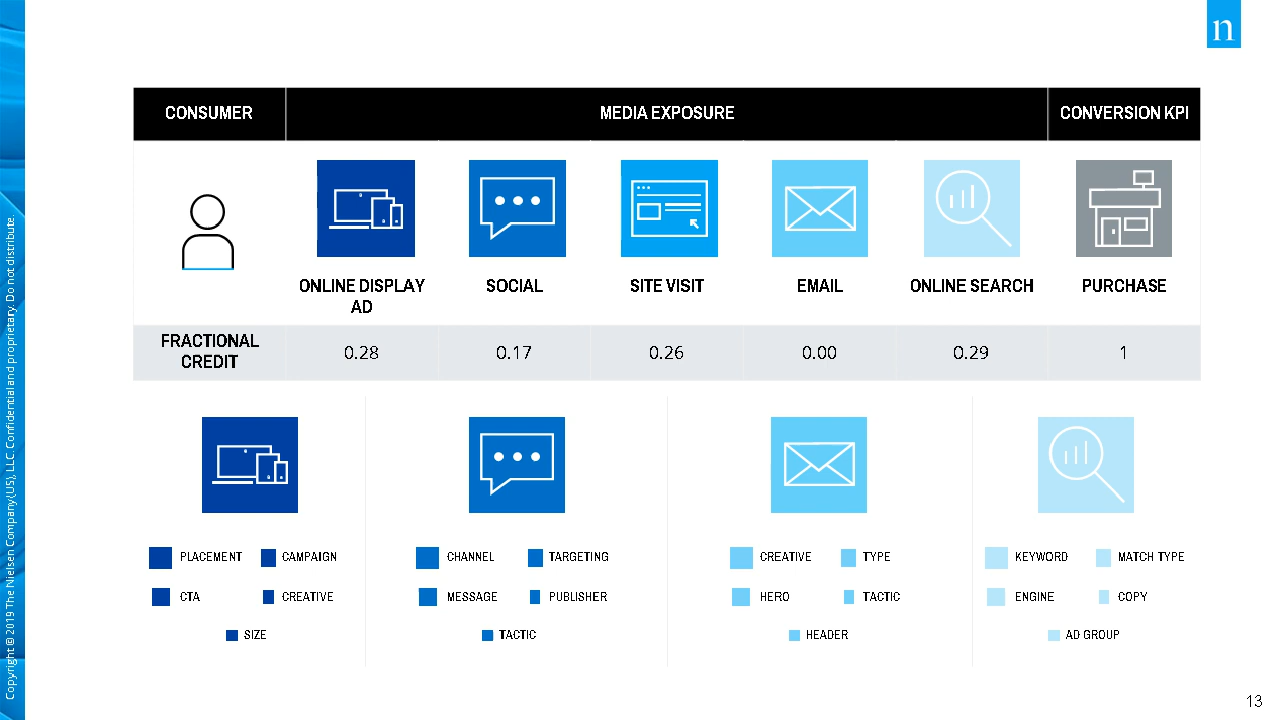 n
CONSUMER
MEDIA EXPOSURE
CONVERSION KPI
ONLINE DISPLAY
AD
SOCIAL
SITE VISIT
EMAIL
ONLINE SEARCH
PURCHASE
FRACTIONAL
CREDIT
0.28
0.17
0.26
0.00
0.29
1
PLACEMENT
CAMPAIGN
CTA
CREATIVE
SIZE
CHANNEL
TARGETING
MESSAGE
PUBLISHER
TACTIC
CREATIVE
TYPE
HERO
TACTIC
HEADER
KEYWORD
MATCH TYPE
ENGINE
COPY
AD GROUP
Copyright © 2019 The Nielsen Company (US), LLC. Confidential and proprietary. Do not distribute.
13